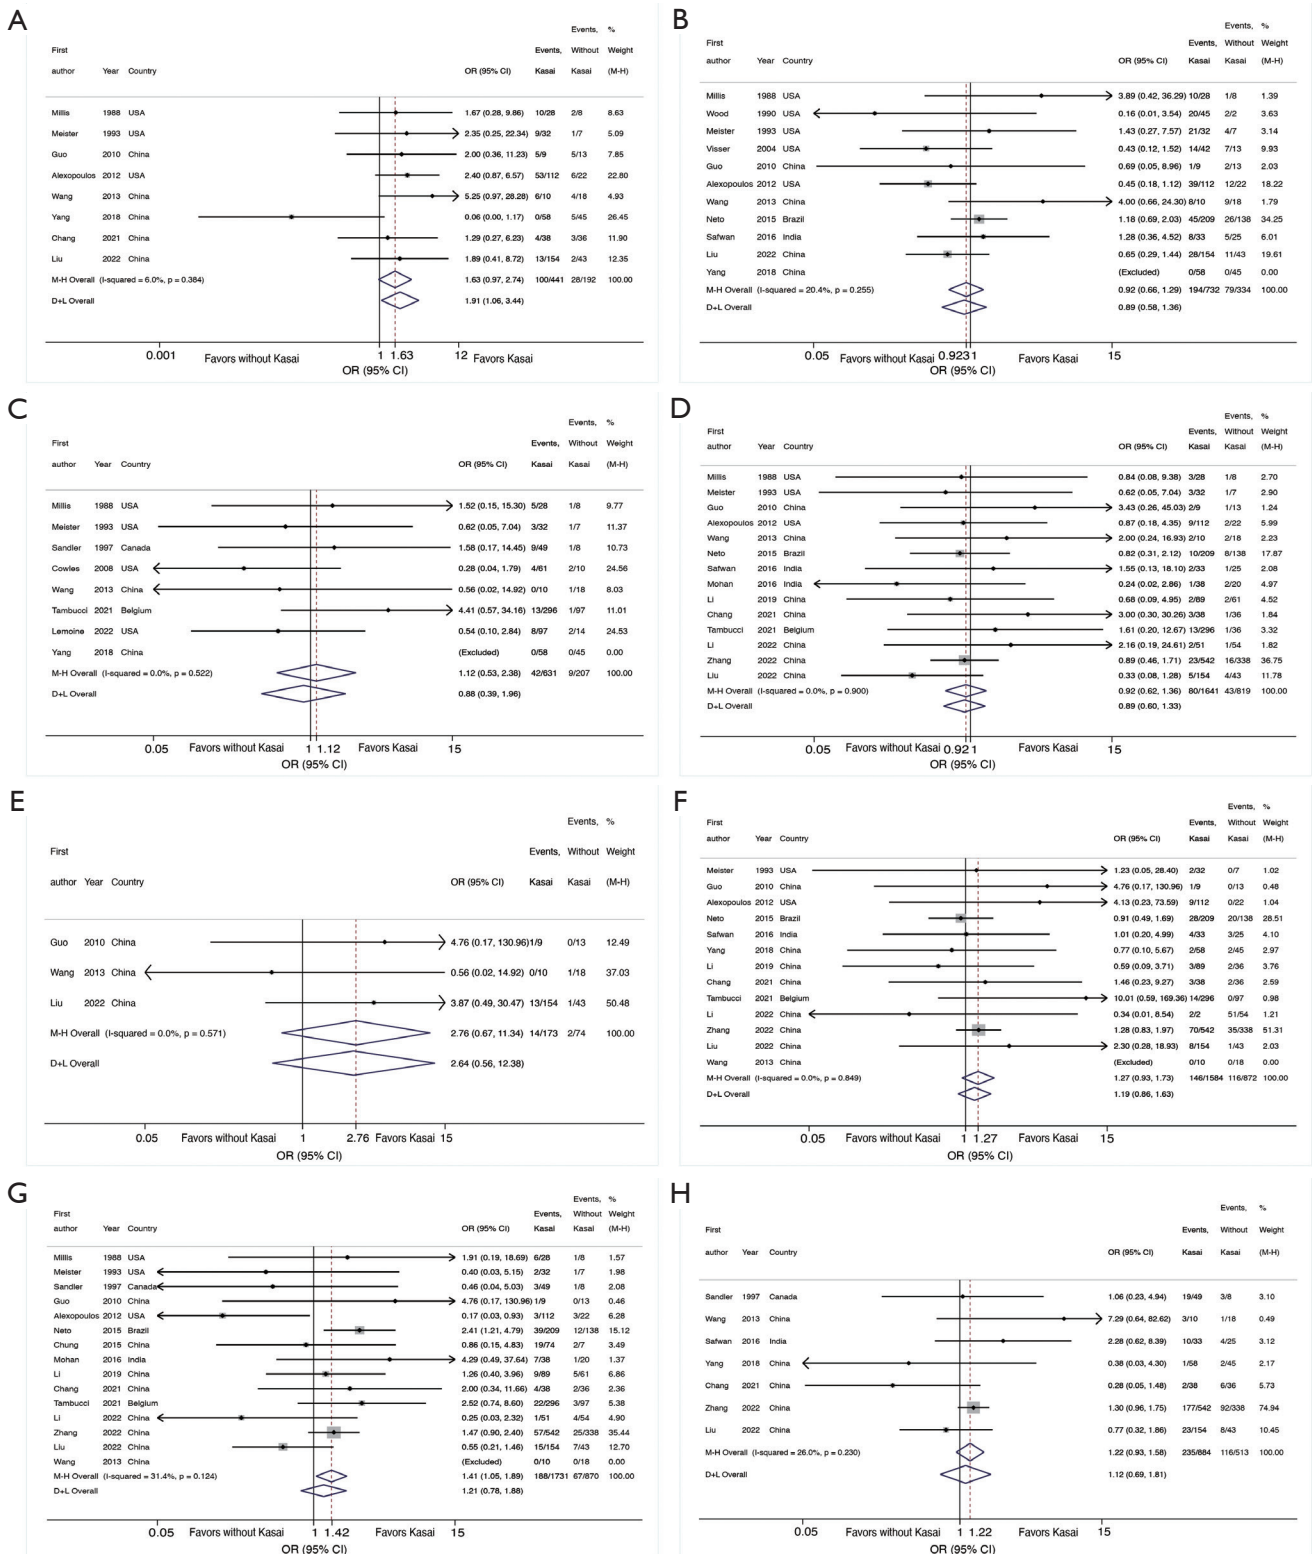 A
Events, %
First Events, Without Weight
author Year Country OR (95% CI) Kasai Kasai (M-H)
Millis 1988 USA 1.67 (0.28, 9.86) 10/28 2/8 8.63
Meister 1993 USA 2.35 (0.25, 22.34) 9/32 1/7 5.09
Guo 2010 China 2.00 (0.36, 11.23) 5/9 5/13 7.85
Alexopoulos 2012 USA 2.40 (0.87, 6.57) 53/112 6/22 22.80
Wang 2013 China 5.25 (0.97, 28.28) 6/10 4/18 4.93
Yang 2018 China 0.06 (0.00, 1.17) 0/58 5/45 26.45
Chang 2021 China 1.29 (0.27, 6.23) 4/38 3/36 11.90
Liu 2022 China 1.89 (0.41, 8.72) 13/154 2/43 12.35
M-H Overall (I-squared = 6.0%, p = 0.384) 1.63 (0.97, 2.74) 100/441 28/192 100.00
D+L Overall 1.91 (1.06, 3.44)
0.001 Favors without Kasai 1 1.63 12 Favors Kasai
OR (95% CI)
B
Events, %
First Events, Without Weight
author Year Country OR (95% CI) Kasai Kasai (M-H)
Millis 1988 USA 3.89 (0.42, 36.29) 10/28 1/8 1.39
Wood 1990 USA 0.16 (0.01, 3.54) 20/45 2/2 3.63
Meister 1993 USA 1.43 (0.27, 7.57) 21/32 4/7 3.14
Visser 2004 USA 0.43 (0.12, 1.52) 14/42 7/13 9.93
Guo 2010 China 0.69 (0.05, 8.96) 1/9 2/13 2.03
Alexopoulos 2012 USA 0.45 (0.18, 1.12) 39/112 12/22 18.22
Wang 2013 China 4.00 (0.66, 24.30) 8/10 9/18 1.79
Neto 2015 Brazil 1.18 (0.69, 2.03) 45/209 26/138 34.25
Safwan 2016 India 1.28 (0.36, 4.52) 8/33 5/25 6.01
Liu 2022 China 0.65 (0.29, 1.44) 28/154 11/43 19.61
Yang 2018 China (Excluded) 0/58 0/45 0.00
M-H Overall (I-squared = 20.4%, p = 0.255) 0.92 (0.66, 1.29) 194/732 79/334 100.00
D+L Overall 0.89 (0.58, 1.36)
0.05 Favors without Kasai 0.9231 15
OR (95% CI)
C
Events, %
First Events, Without Weight
author Year Country OR (95% CI) Kasai Kasai (M-H)
Millis 1988 USA 1.52 (0.15, 15.30) 5/28 1/8 9.77
Meister 1993 USA 0.62 (0.05, 7.04) 3/32 1/7 11.37
Sandler 1997 Canada 1.58 (0.17, 14.45) 9/49 1/8 10.73
Cowles 2008 USA 0.28 (0.04, 1.79) 4/61 2/10 24.56
Wang 2013 China 0.56 (0.02, 14.92) 0/10 1/18 8.03
Tambucci 2021 Belgium 4.41 (0.57, 34.16) 13/296 1/97 11.01
Lemoine 2022 USA 0.54 (0.10, 2.84) 8/97 2/14 24.53
Yang 2018 China (Excluded) 0/58 0/45 0.00
M-H Overall (I-squared = 0.0%, p = 0.522) 1.12 (0.53, 2.38) 42/631 9/207 100.00
D+L Overall 0.88 (0.39, 1.96)
0.05 Favors without Kasai 1 1.12 Favors Kasai 15
OR (95% CI)
D
Events, %
First Events, Without Weight
author Year Country OR (95% CI) Kasai Kasai (M-H)
Millis 1988 USA 0.84 (0.08, 9.38) 3/28 1/8 2.70
Meister 1993 USA 0.62 (0.05, 7.04) 3/32 1/7 2.90
Guo 2010 China 3.43 (0.26, 45.03) 2/9 1/13 1.24
Alexopoulos 2012 USA 0.87 (0.18, 4.35) 9/112 2/22 5.99
Wang 2013 China 2.00 (0.24, 16.93) 2/10 2/18 2.23
Neto 2015 Brazil 0.82 (0.31, 2.12) 10/209 8/138 17.87
Safwan 2016 India 1.55 (0.13, 18.10) 2/33 1/25 2.08
Mohan 2016 India 0.24 (0.02, 2.86) 1/38 2/20 4.97
Li 2019 China 0.68 (0.09, 4.95) 2/89 2/61 4.52
Chang 2021 China 3.00 (0.30, 30.26) 3/38 1/36 1.84
Tambucci 2021 Belgium 1.61 (0.20, 12.67) 13/296 1/36 3.32
Li 2022 China 2.16 (0.19, 24.61) 2/51 1/54 1.82
Zhang 2022 China 0.89 (0.46, 1.71) 23/542 16/338 36.75
Liu 2022 China 0.33 (0.08, 1.28) 5/154 4/43 11.78
M-H Overall (I-squared = 0.0%, p = 0.900) 0.92 (0.62, 1.36) 80/1641 43/819 100.00
D+L Overall 0.89 (0.60, 1.33)
0.05 Favors without Kasai 0.92 1 Favors Kasai 15
OR (95% CI)
E
Events, %
First Events, Without Weight
author Year Country OR (95% CI) Kasai Kasai (M-H)
Guo 2010 China 4.76 (0.17, 130.96) 1/9 0/13 12.49
Wang 2013 China 0.56 (0.02, 14.92) 0/10 1/18 37.03
Liu 2022 China 3.87 (0.49, 30.47) 13/154 1/43 50.48
M-H Overall (I-squared = 0.0%, p = 0.571) 2.76 (0.67, 11.34) 14/173 2/74 100.00
D+L Overall 2.64 (0.56, 12.38)
0.05 Favors without Kasai 1 2.76 Favors Kasai 15
OR (95% CI)
F
Events, %
First Events, Without Weight
author Year Country OR (95% CI) Kasai Kasai (M-H)
Meister 1993 USA 1.23 (0.05, 28.40) 2/32 0/7 1.02
Guo 2010 China 4.76 (0.17, 130.96) 1/9 0/13 0.48
Alexopoulos 2012 USA 4.13 (0.23, 73.59) 9/112 0/22 1.04
Neto 2015 Brazil 0.91 (0.49, 1.69) 28/209 20/138 28.51
Safwan 2016 India 1.01 (0.20, 4.99) 4/33 3/25 4.10
Yang 2018 China 0.77 (0.10, 5.67) 2/58 2/45 2.97
Li 2019 China 0.59 (0.09, 3.71) 3/89 2/36 3.76
Chang 2021 China 1.46 (0.23, 9.27) 3/38 2/36 2.59
Tambucci 2021 Belgium 10.01 (0.59, 169.36) 14/296 0/97 0.98
Li 2022 China 0.34 (0.01, 8.54) 2/2 51/54 1.21
Zhang 2022 China 1.28 (0.83, 1.97) 70/542 35/338 51.31
Liu 2022 China 2.30 (0.28, 18.93) 8/154 1/43 2.03
Wang 2013 China (Excluded) 0/10 0/18 0.00
M-H Overall (I-squared = 0.0%, p = 0.849) 1.27 (0.93, 1.73) 146/1584 116/872 100.00
D+L Overall 1.19 (0.86, 1.63)
0.05 Favors without Kasai 1 1.27 Favors Kasai 15
OR (95% CI)
G
Events, %
First Events, Without Weight
author Year Country OR (95% CI) Kasai Kasai (M-H)
Millis 1988 USA 1.91 (0.19, 18.69) 6/28 1/8 1.57
Meister 1993 USA 0.40 (0.03, 5.15) 2/32 1/7 1.98
Sandler 1997 Canada 0.46 (0.04, 5.03) 3/49 1/8 2.08
Guo 2010 China 4.76 (0.17, 130.96) 1/9 0/13 0.46
Alexopoulos 2012 USA 0.17 (0.03, 0.93) 3/112 3/22 6.28
Neto 2015 Brazil 2.41 (1.21, 4.79) 39/209 12/138 15.12
Chung 2015 China 0.86 (0.15, 4.83) 19/74 2/7 3.49
Mohan 2016 India 4.29 (0.49, 37.64) 7/38 1/20 1.37
Li 2019 China 1.26 (0.40, 3.96) 9/89 5/61 6.86
Chang 2021 China 2.00 (0.34, 11.66) 4/38 2/36 2.36
Tambucci 2021 Belgium 2.52 (0.74, 8.60) 22/296 3/97 5.38
Li 2022 China 0.25 (0.03, 2.32) 1/51 4/54 4.90
Zhang 2022 China 1.47 (0.90, 2.40) 57/542 25/338 35.44
Liu 2022 China 0.55 (0.21, 1.46) 15/154 7/43 12.70
Wang 2013 China (Excluded) 0/10 0/18 0.00
M-H Overall (I-squared = 31.4%, p = 0.124) 1.41 (1.05, 1.89) 188/1731 67/870 100.00
D+L Overall 1.21 (0.78, 1.88)
0.05 Favors without Kasai 1 1.42 Favors Kasai 15
OR (95% CI)
H
Events, %
First Events, Without Weight
author Year Country OR (95% CI) Kasai Kasai (M-H)
Sandler 1997 Canada 1.06 (0.23, 4.94) 19/49 3/8 3.10
Wang 2013 China 7.29 (0.64, 82.62) 3/10 1/18 0.49
Safwan 2016 India 2.28 (0.62, 8.39) 10/33 4/25 3.12
Yang 2018 China 0.38 (0.03, 4.30) 1/58 2/45 2.17
Chang 2021 China 0.28 (0.05, 1.48) 2/38 6/36 5.73
Zhang 2022 China 1.30 (0.96, 1.75) 177/542 92/338 74.94
Liu 2022 China 0.77 (0.32, 1.86) 23/154 8/43 10.45
M-H Overall (I-squared = 26.0%, p = 0.230) 1.22 (0.93, 1.58) 235/884 116/513 100.00
D+L Overall 1.12 (0.69, 1.81)
0.05 Favors without Kasai 1 1.22 Favors Kasai 15
OR (95% CI)